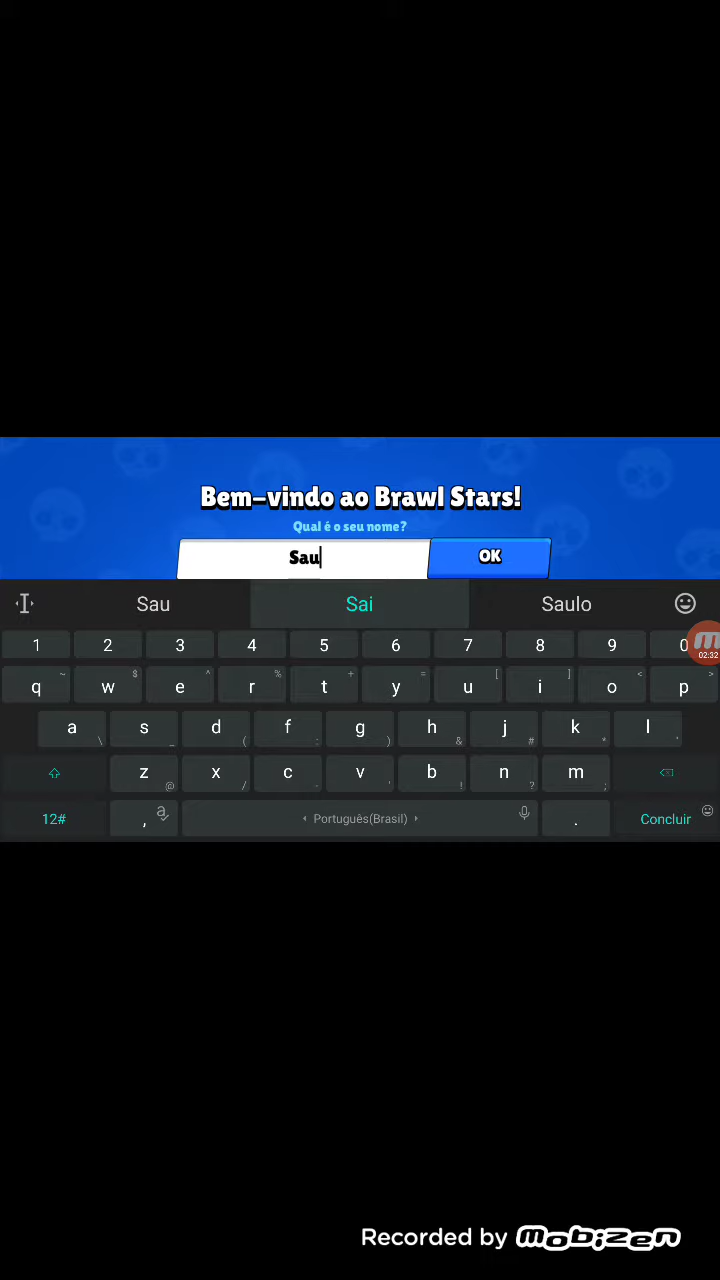 Bem-vindo ao Brawl Stars!
Qual é o seu nome?
Sau OK
Sau Sai Saulo
1 2 3 4 5 6 7 8 9 0
02:32
~ $ ^ % + = [ ] < >
q w e r t y u i o p
a s d f g h j k l
\ _ ( : ) & # * '
z x c v b n m
@ / - ' ! ? ;
12# , a Português(Brasil) . Concluir
Recorded by mobizen